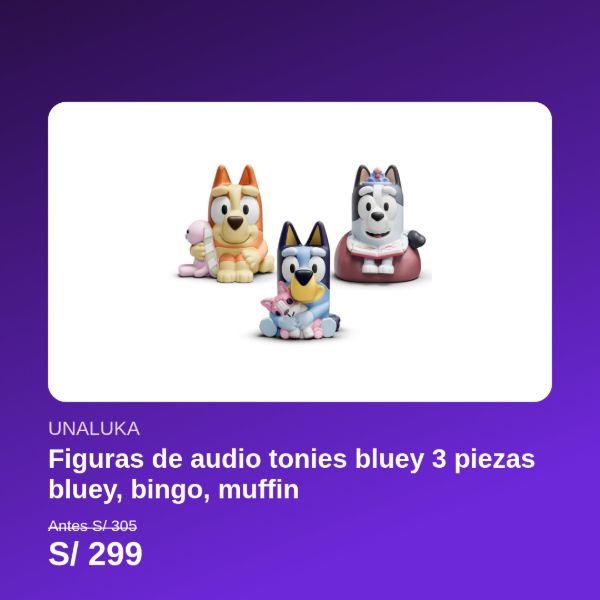 UNALUKA
Figuras de audio tonies bluey 3 piezas
bluey, bingo, muffin
Antes S/ 305
S/ 299